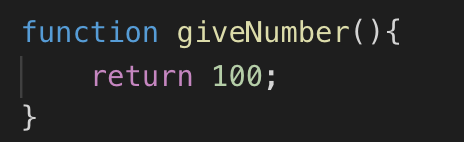 function giveNumber(){
    return 100;
}